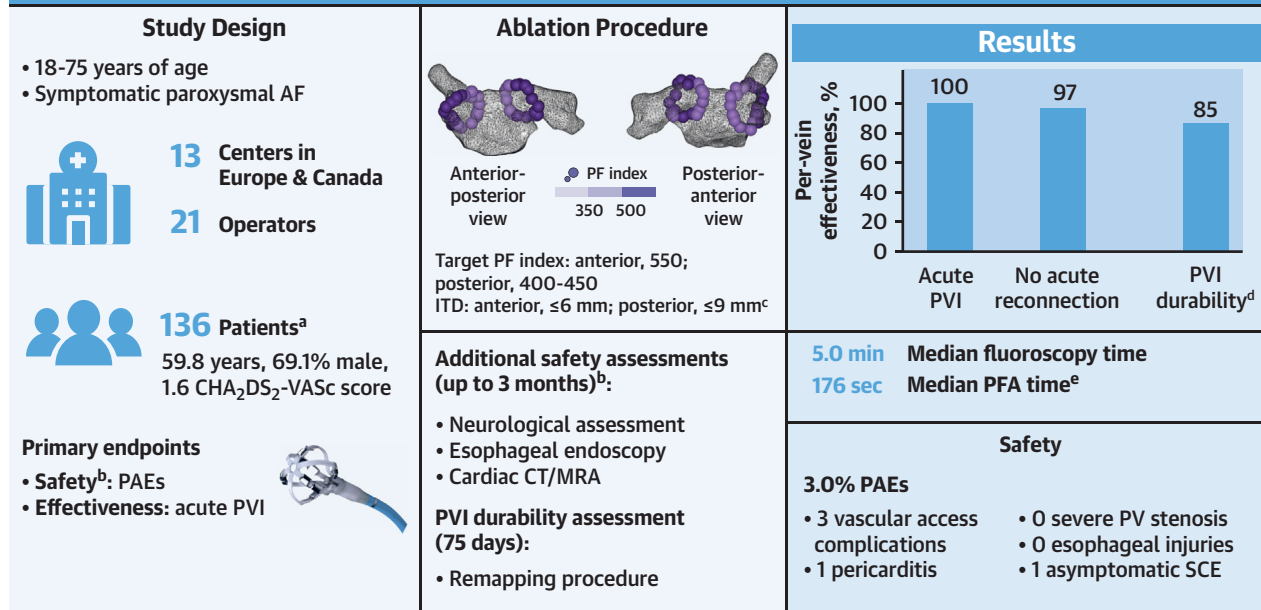 Study Design
• 18-75 years of age
• Symptomatic paroxysmal AF
13 Centers in
Europe & Canada
21 Operators
136 Patientsᵃ
59.8 years, 69.1% male,
1.6 CHA₂DS₂-VASc score
Primary endpoints
• Safetyᵇ: PAEs
• Effectiveness: acute PVI
Ablation Procedure
Anterior-
posterior
view
PF index
350 500
Posterior-
anterior
view
Target PF index: anterior, 550;
posterior, 400-450
ITD: anterior, ≤6 mm; posterior, ≤9 mmᶜ
Additional safety assessments
(up to 3 months)ᵇ:
• Neurological assessment
• Esophageal endoscopy
• Cardiac CT/MRA
PVI durability assessment
(75 days):
• Remapping procedure
Results
Per-vein
effectiveness, %
100
80
60
40
20
0
100
97
85
Acute
PVI
No acute
reconnection
PVI
durabilityᵈ
5.0 min Median fluoroscopy time
176 sec Median PFA timeᵉ
Safety
3.0% PAEs
• 3 vascular access
complications
• 1 pericarditis
• 0 severe PV stenosis
• 0 esophageal injuries
• 1 asymptomatic SCE